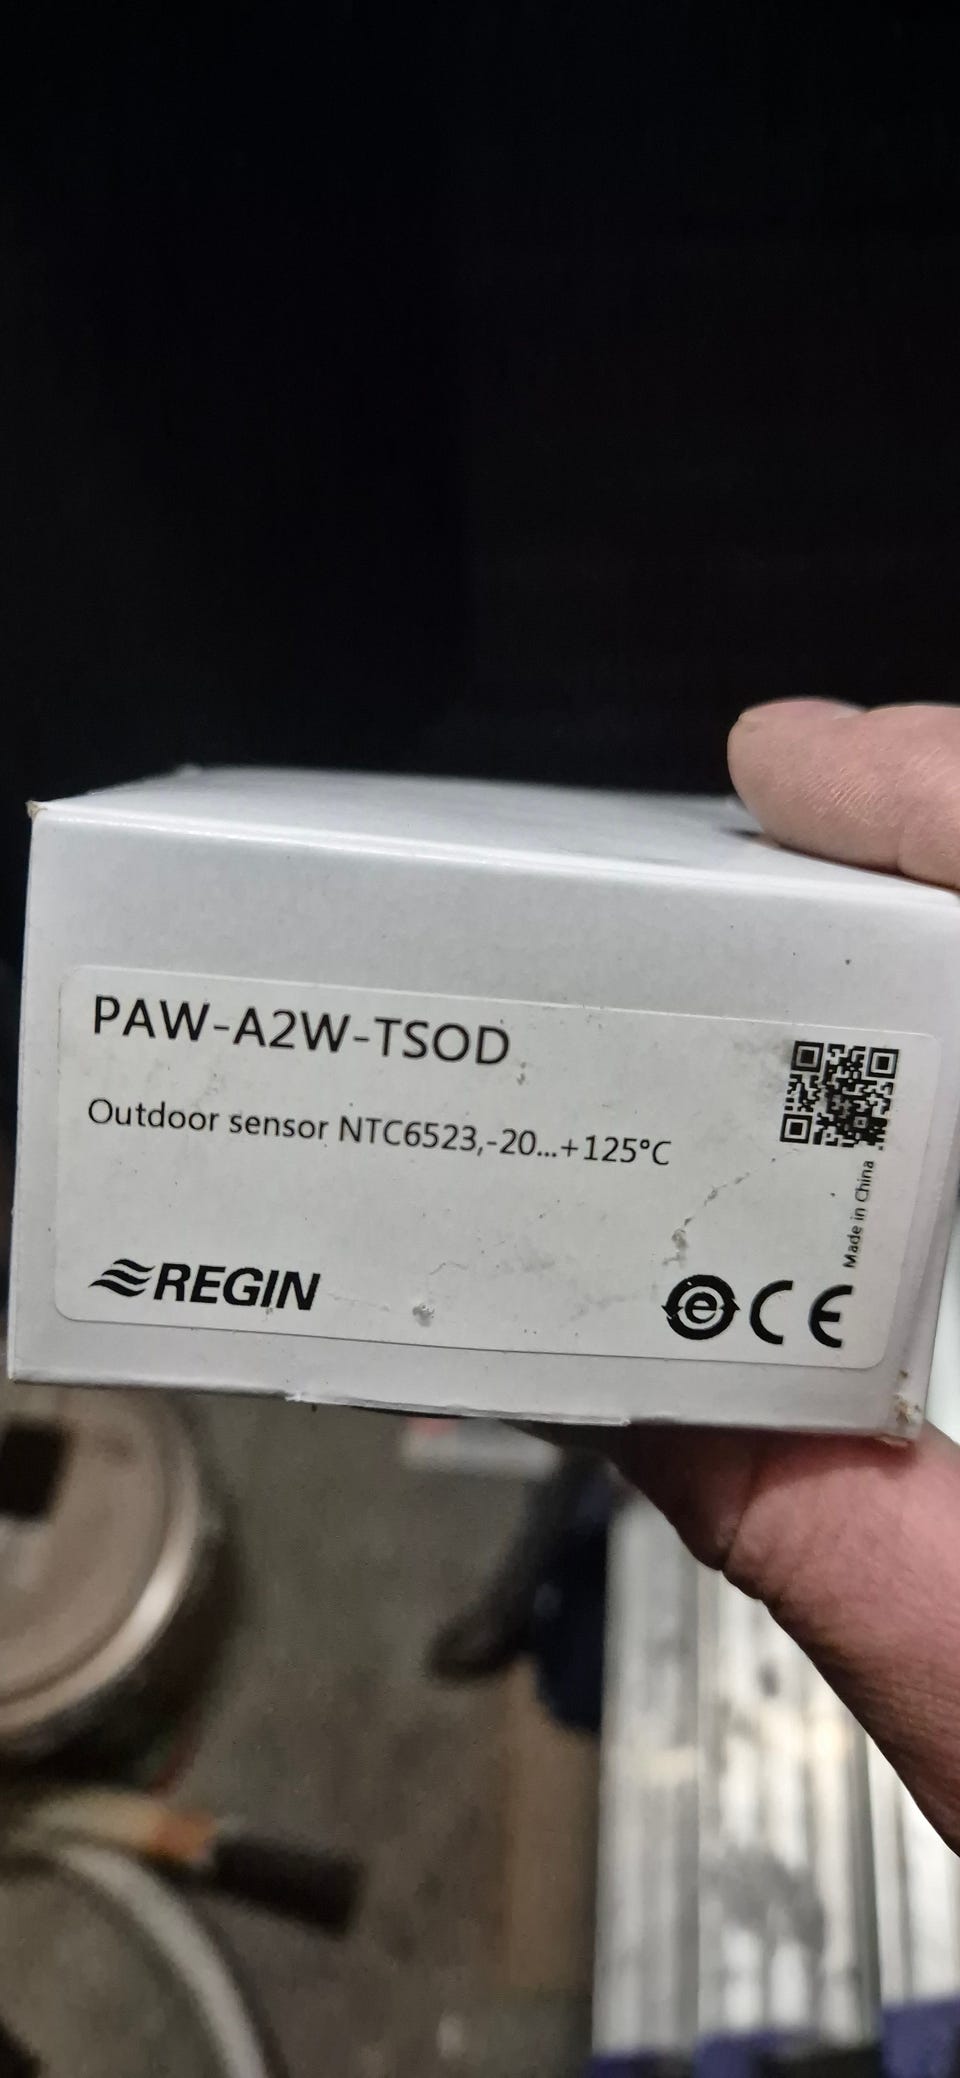 PAW-A2W-TSOD
Outdoor sensor NTC6523,-20...+125°C
Made in China
REGIN
e CE